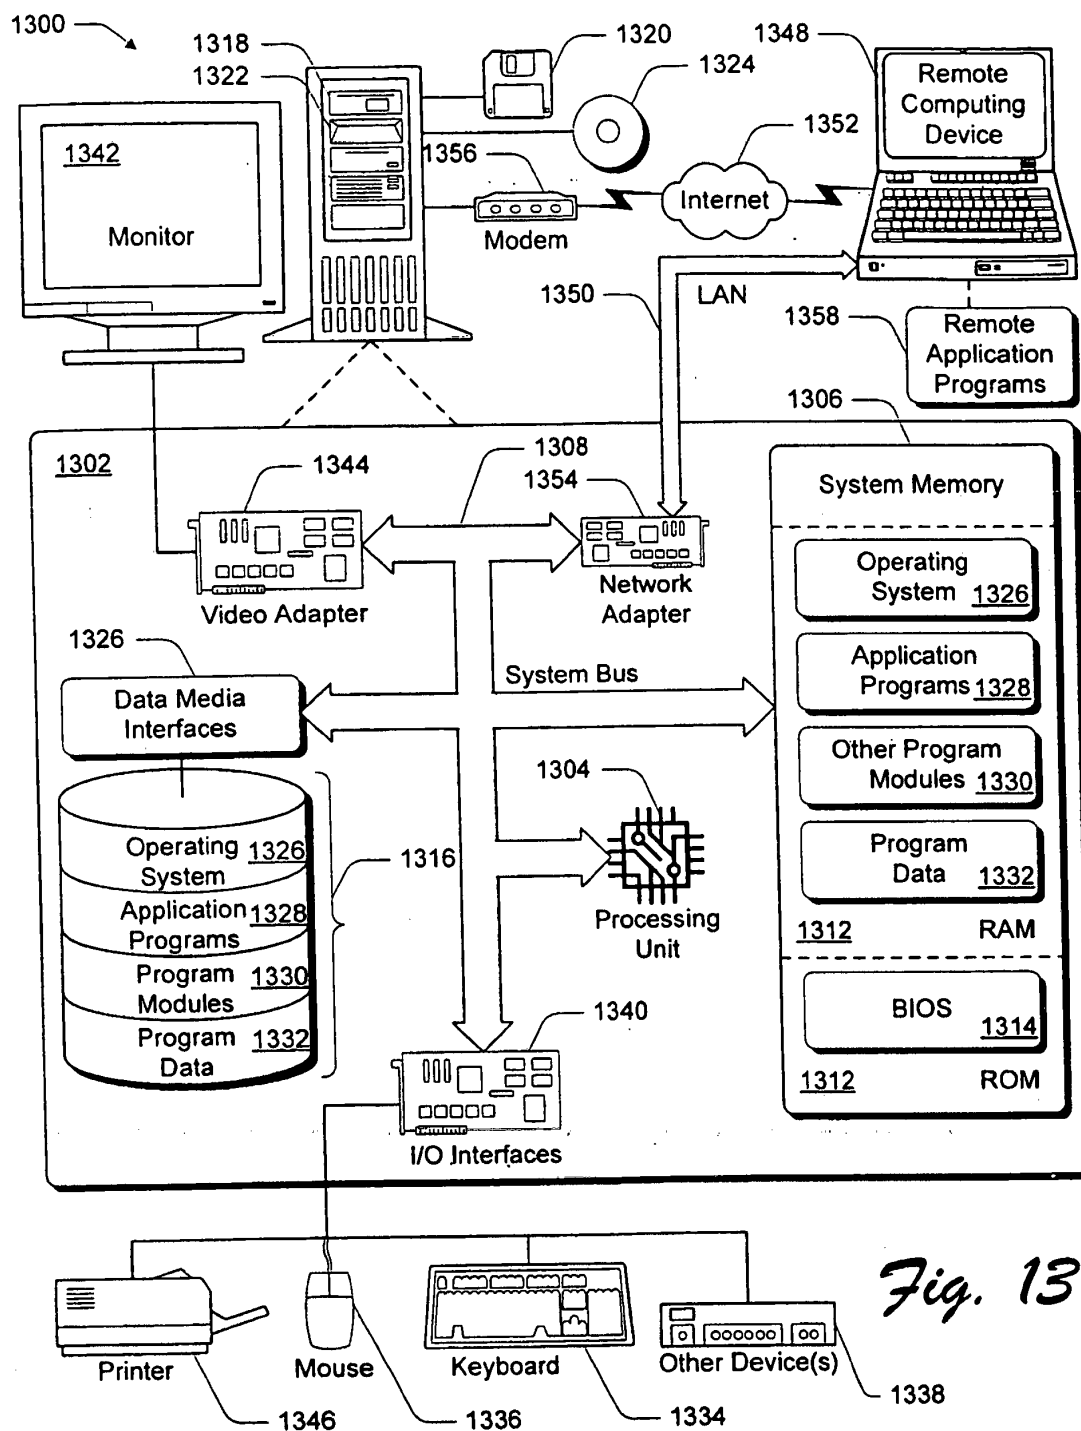 1300
1318
1322
1320
1324
1348
Remote
Computing
Device
1342
Monitor
1356
Modem
1352
Internet
1350
LAN
1358
Remote
Application
Programs
1306
1302
1344
1308
1354
System Memory
Video Adapter
Network
Adapter
Operating
System 1326
1326
Data Media
Interfaces
System Bus
Application
Programs 1328
Other Program
Modules 1330
1304
Processing
Unit
Program
Data 1332
1312 RAM
Operating
System 1326
1316
Application
Programs 1328
Program
Modules 1330
Program
Data 1332
BIOS
1314
1312 ROM
1340
I/O Interfaces
Printer
1346
Mouse
1336
Keyboard
1334
Other Device(s)
1338
Fig. 13